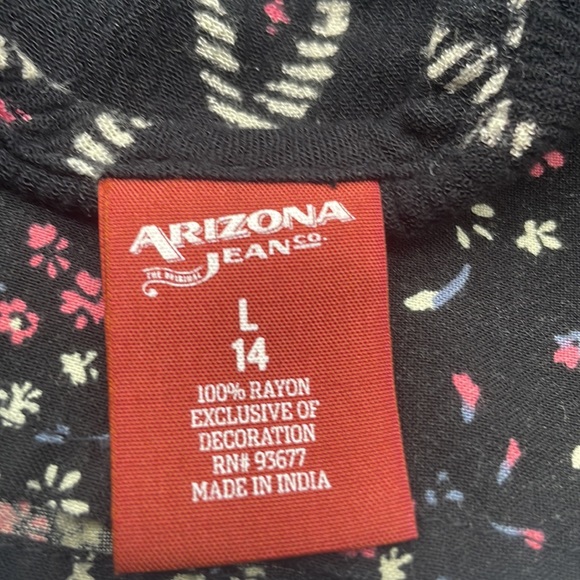 ARIZONA
JEAN CO.
THE ORIGINAL
L
14
100% RAYON
EXCLUSIVE OF
DECORATION
RN# 93677
MADE IN INDIA